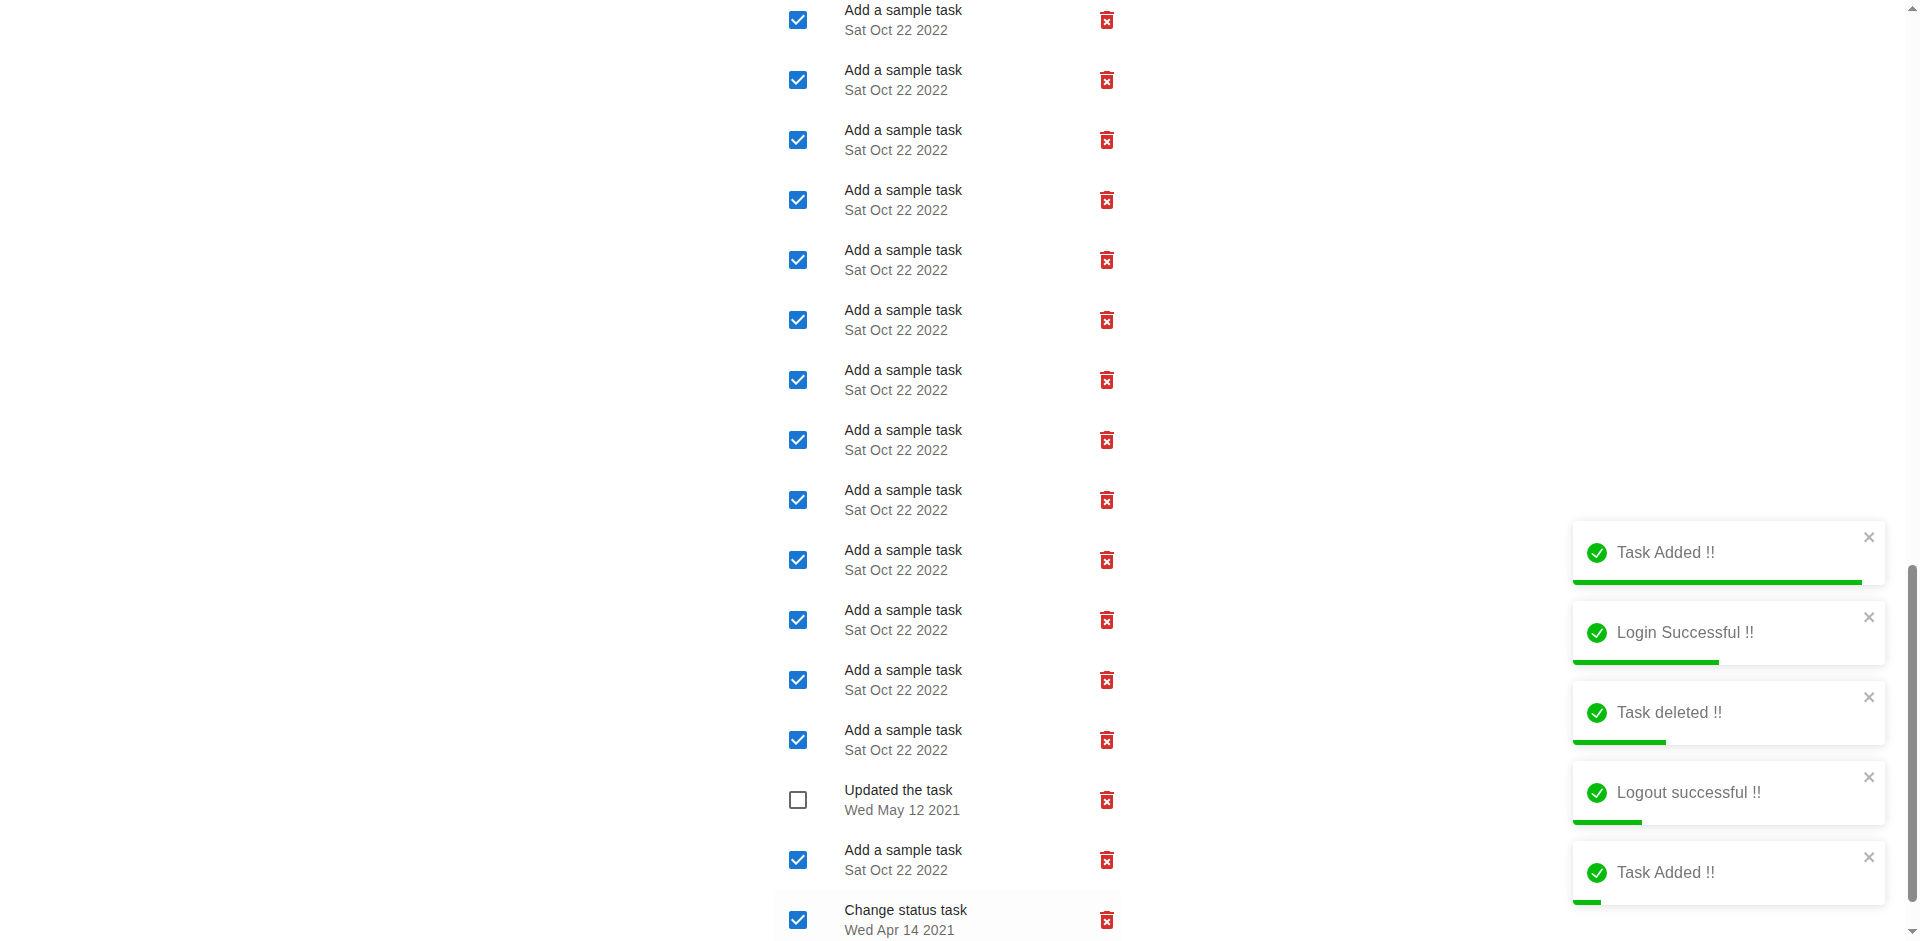 Add a sample task
Sat Oct 22 2022
Add a sample task
Sat Oct 22 2022
Add a sample task
Sat Oct 22 2022
Add a sample task
Sat Oct 22 2022
Add a sample task
Sat Oct 22 2022
Add a sample task
Sat Oct 22 2022
Add a sample task
Sat Oct 22 2022
Add a sample task
Sat Oct 22 2022
Add a sample task
Sat Oct 22 2022
Add a sample task
Sat Oct 22 2022
Add a sample task
Sat Oct 22 2022
Add a sample task
Sat Oct 22 2022
Add a sample task
Sat Oct 22 2022
Updated the task
Wed May 12 2021
Add a sample task
Sat Oct 22 2022
Change status task
Wed Apr 14 2021
Task Added !!
Login Successful !!
Task deleted !!
Logout successful !!
Task Added !!